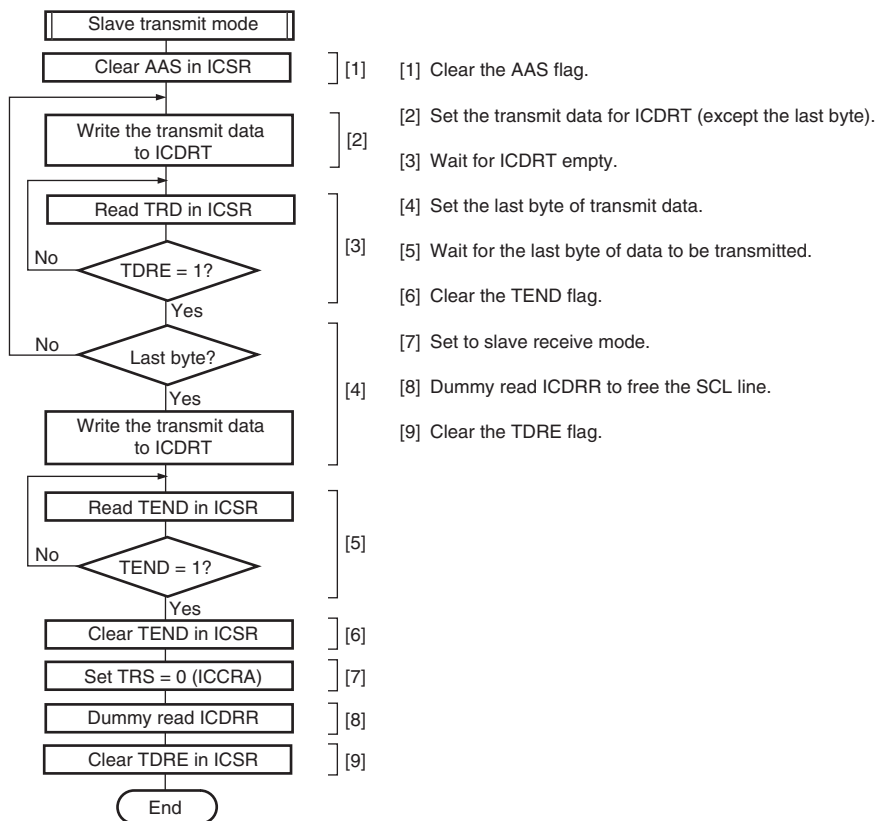 Slave transmit mode
Clear AAS in ICSR
[1]
Write the transmit data
to ICDRT
[2]
Read TRD in ICSR
No
TDRE = 1?
[3]
Yes
No
Last byte?
Yes
[4]
Write the transmit data
to ICDRT
Read TEND in ICSR
No
TEND = 1?
[5]
Yes
Clear TEND in ICSR
[6]
Set TRS = 0 (ICCRA)
[7]
Dummy read ICDRR
[8]
Clear TDRE in ICSR
[9]
End
[1] Clear the AAS flag.
[2] Set the transmit data for ICDRT (except the last byte).
[3] Wait for ICDRT empty.
[4] Set the last byte of transmit data.
[5] Wait for the last byte of data to be transmitted.
[6] Clear the TEND flag.
[7] Set to slave receive mode.
[8] Dummy read ICDRR to free the SCL line.
[9] Clear the TDRE flag.